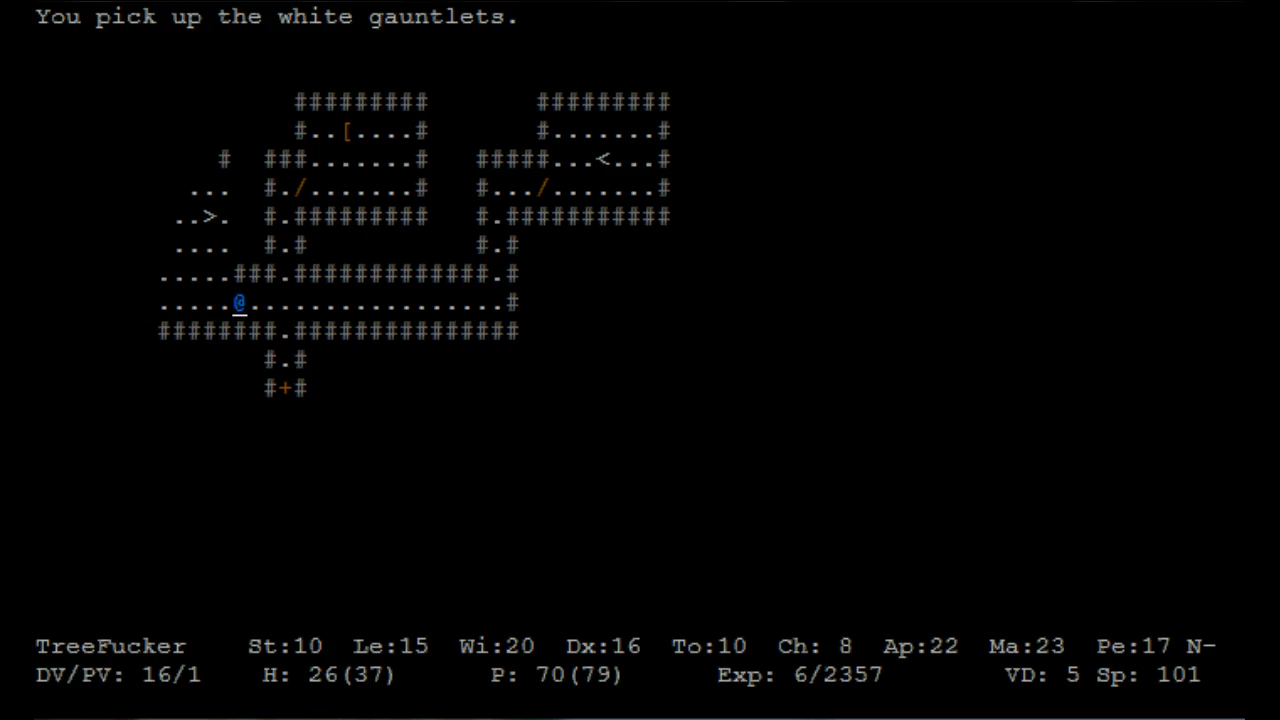 You pick up the white gauntlets.
#########       #########
#..[....#       #.......#
#  ###.......#   #####...<...#
...  #./.......#   #.../.......#
..>.  #.#########   #.###########
....  #.#           #.#
.....###.#############.#
.....@.................#
########.###############
#.#
#+#
TreeFucker    St:10  Le:15  Wi:20  Dx:16  To:10  Ch: 8  Ap:22  Ma:23  Pe:17 N-
DV/PV: 16/1    H: 26(37)      P: 70(79)      Exp: 6/2357        VD: 5 Sp: 101